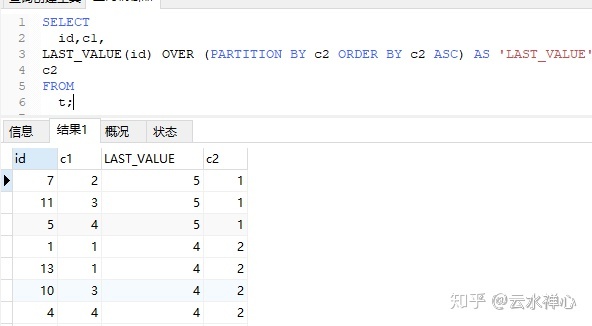 1 SELECT
2 id,c1,
3 LAST_VALUE(id) OVER (PARTITION BY c2 ORDER BY c2 ASC) AS 'LAST_VALUE'
4 c2
5 FROM
6 t;
信息 结果1 概况 状态
id c1 LAST_VALUE c2
7 2 5 1
11 3 5 1
5 4 5 1
1 1 4 2
13 1 4 2
10 3 4 2
4 4 4 2
知乎 @云水禅心